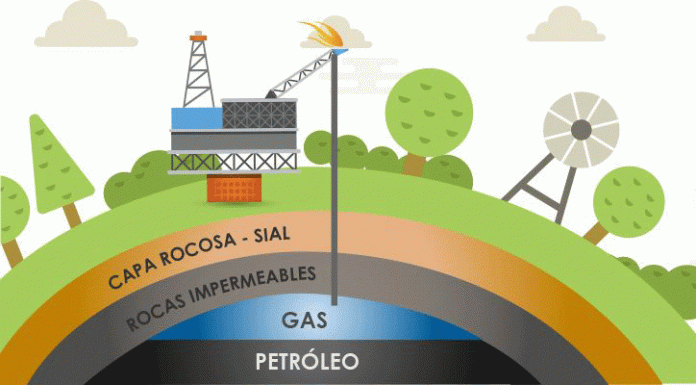 CAPA ROCOSA - SIAL
ROCAS IMPERMEABLES
GAS
PETRÓLEO